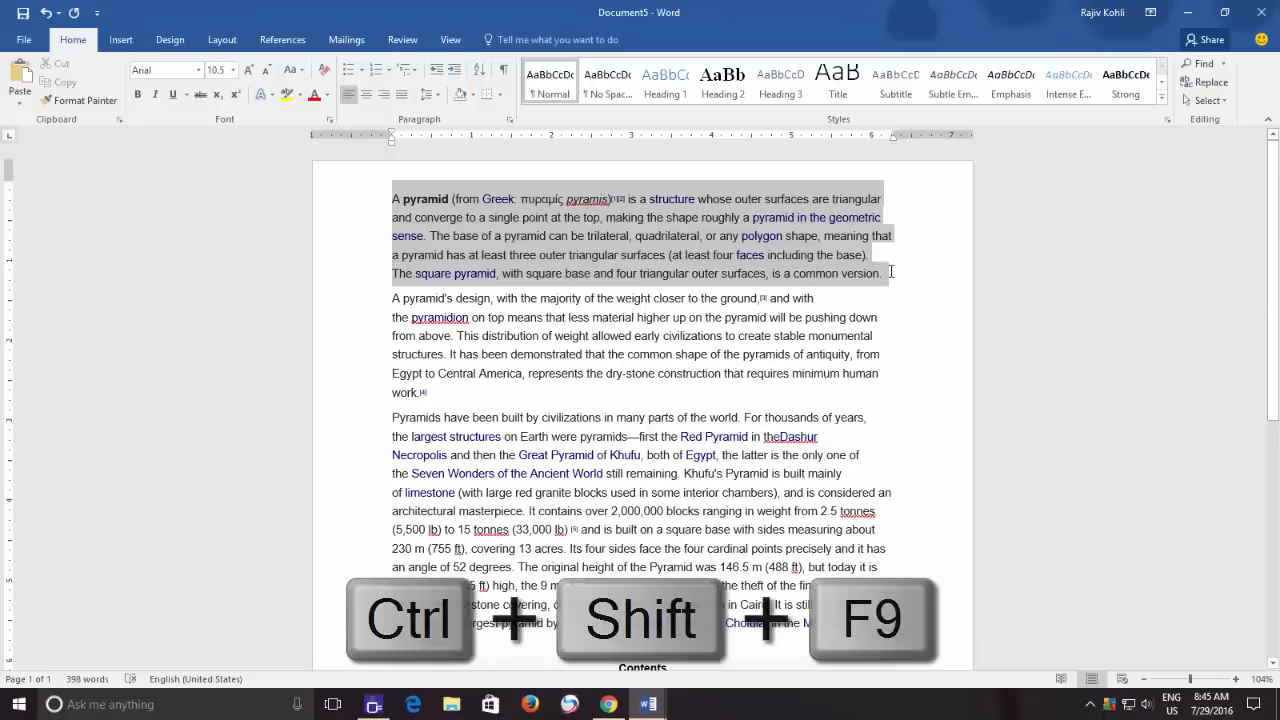 Document5 - Word
Rajiv Kohli
File Home Insert Design Layout References Mailings Review View Tell me what you want to do Share
Paste Cut Copy Format Painter
Clipboard
Arial 10.5
Font
Paragraph
AaBbCcDc AaBbCcDc AaBbCc AaBb AaBbCcD AaB AaBbCcD AaBbCcDc AaBbCcDc AaBbCcDc AaBbCcDc
¶ Normal ¶ No Spac... Heading 1 Heading 2 Heading 3 Title Subtitle Subtle Em... Emphasis Intense E... Strong
Styles
Find
Replace
Select
Editing
A pyramid (from Greek: πυραμίς pyramis)[1][2] is a structure whose outer surfaces are triangular
and converge to a single point at the top, making the shape roughly a pyramid in the geometric
sense. The base of a pyramid can be trilateral, quadrilateral, or any polygon shape, meaning that
a pyramid has at least three outer triangular surfaces (at least four faces including the base).
The square pyramid, with square base and four triangular outer surfaces, is a common version.
A pyramid's design, with the majority of the weight closer to the ground,[3] and with
the pyramidion on top means that less material higher up on the pyramid will be pushing down
from above. This distribution of weight allowed early civilizations to create stable monumental
structures. It has been demonstrated that the common shape of the pyramids of antiquity, from
Egypt to Central America, represents the dry-stone construction that requires minimum human
work.[4]
Pyramids have been built by civilizations in many parts of the world. For thousands of years,
the largest structures on Earth were pyramids—first the Red Pyramid in theDashur
Necropolis and then the Great Pyramid of Khufu, both of Egypt, the latter is the only one of
the Seven Wonders of the Ancient World still remaining. Khufu's Pyramid is built mainly
of limestone (with large red granite blocks used in some interior chambers), and is considered an
architectural masterpiece. It contains over 2,000,000 blocks ranging in weight from 2.5 tonnes
(5,500 lb) to 15 tonnes (33,000 lb) [5] and is built on a square base with sides measuring about
230 m (755 ft), covering 13 acres. Its four sides face the four cardinal points precisely and it has
an angle of 52 degrees. The original height of the Pyramid was 146.5 m (488 ft), but today it is
ft) high, the 9 m the theft of the
covering, in Cairo. It is still
pyramid by Cholula in the
Ctrl + Shift + F9
Contents
Page 1 of 1 398 words English (United States) 104%
Ask me anything
ENG US
8:45 AM
7/29/2016